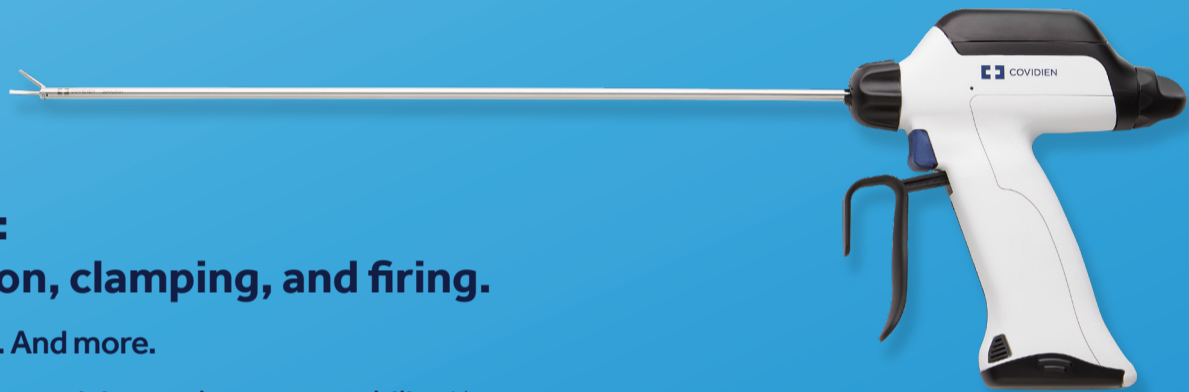 COVIDIEN
:
on, clamping, and firing.
. And more.